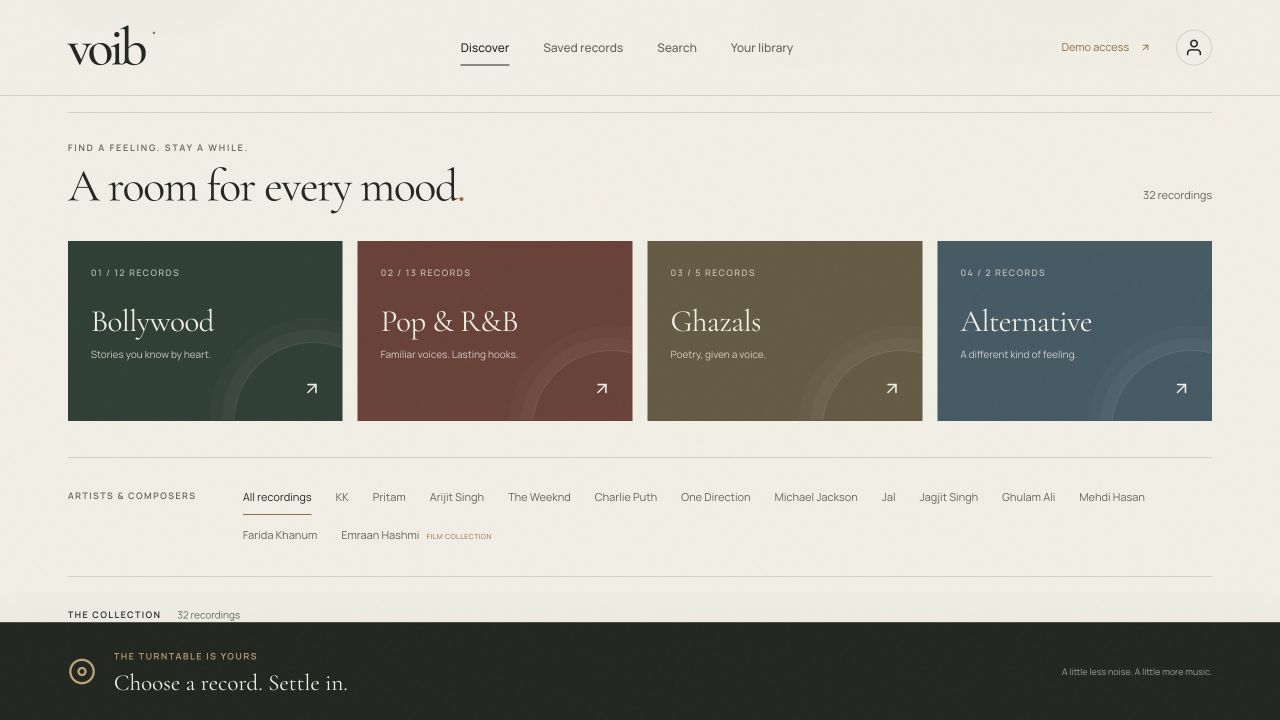 voib
Discover
Saved records
Search
Your library
Demo access
FIND A FEELING. STAY A WHILE.
A room for every mood.
32 recordings
01 / 12 RECORDS
Bollywood
Stories you know by heart.
02 / 13 RECORDS
Pop & R&B
Familiar voices. Lasting hooks.
03 / 5 RECORDS
Ghazals
Poetry, given a voice.
04 / 2 RECORDS
Alternative
A different kind of feeling.
ARTISTS & COMPOSERS
All recordings KK Pritam Arijit Singh The Weeknd Charlie Puth One Direction Michael Jackson Jal Jagjit Singh Ghulam Ali Mehdi Hasan
Farida Khanum Emraan Hashmi FILM COLLECTION
THE COLLECTION 32 recordings
THE TURNTABLE IS YOURS
Choose a record. Settle in.
A little less noise. A little more music.